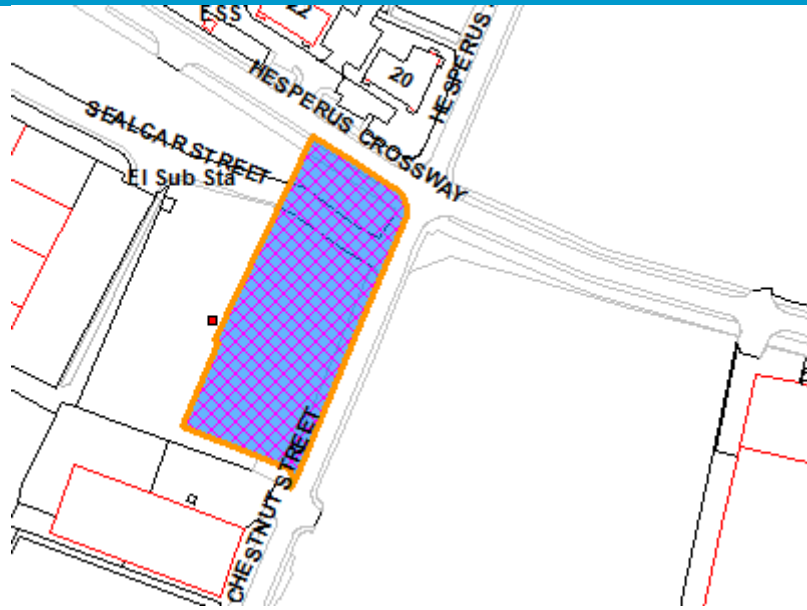 ESS
22
20
HESPERUS
HESPERUS CROSSWAY
SEALCAR STREET
El Sub Sta
CHESTNUT STREET